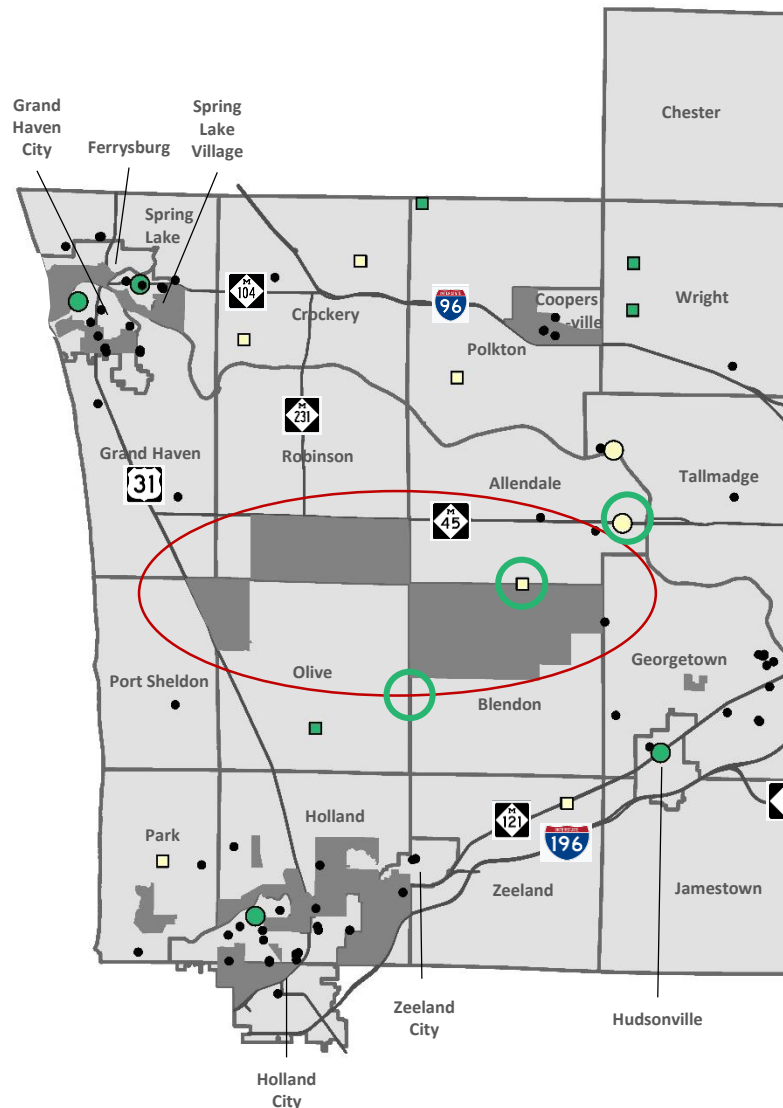 Chester
Grand
Haven
City
Ferrysburg
Spring
Lake
Village
Spring
Lake
M
104
Crockery
INTERSTATE
96
Coopers
-ville
Wright
Polkton
M
231
Grand Haven
31
Robinson
Allendale
Tallmadge
M
45
Port Sheldon
Olive
Blendon
Georgetown
Park
Holland
M
121
INTERSTATE
196
Zeeland
Jamestown
Zeeland
City
Hudsonville
Holland
City